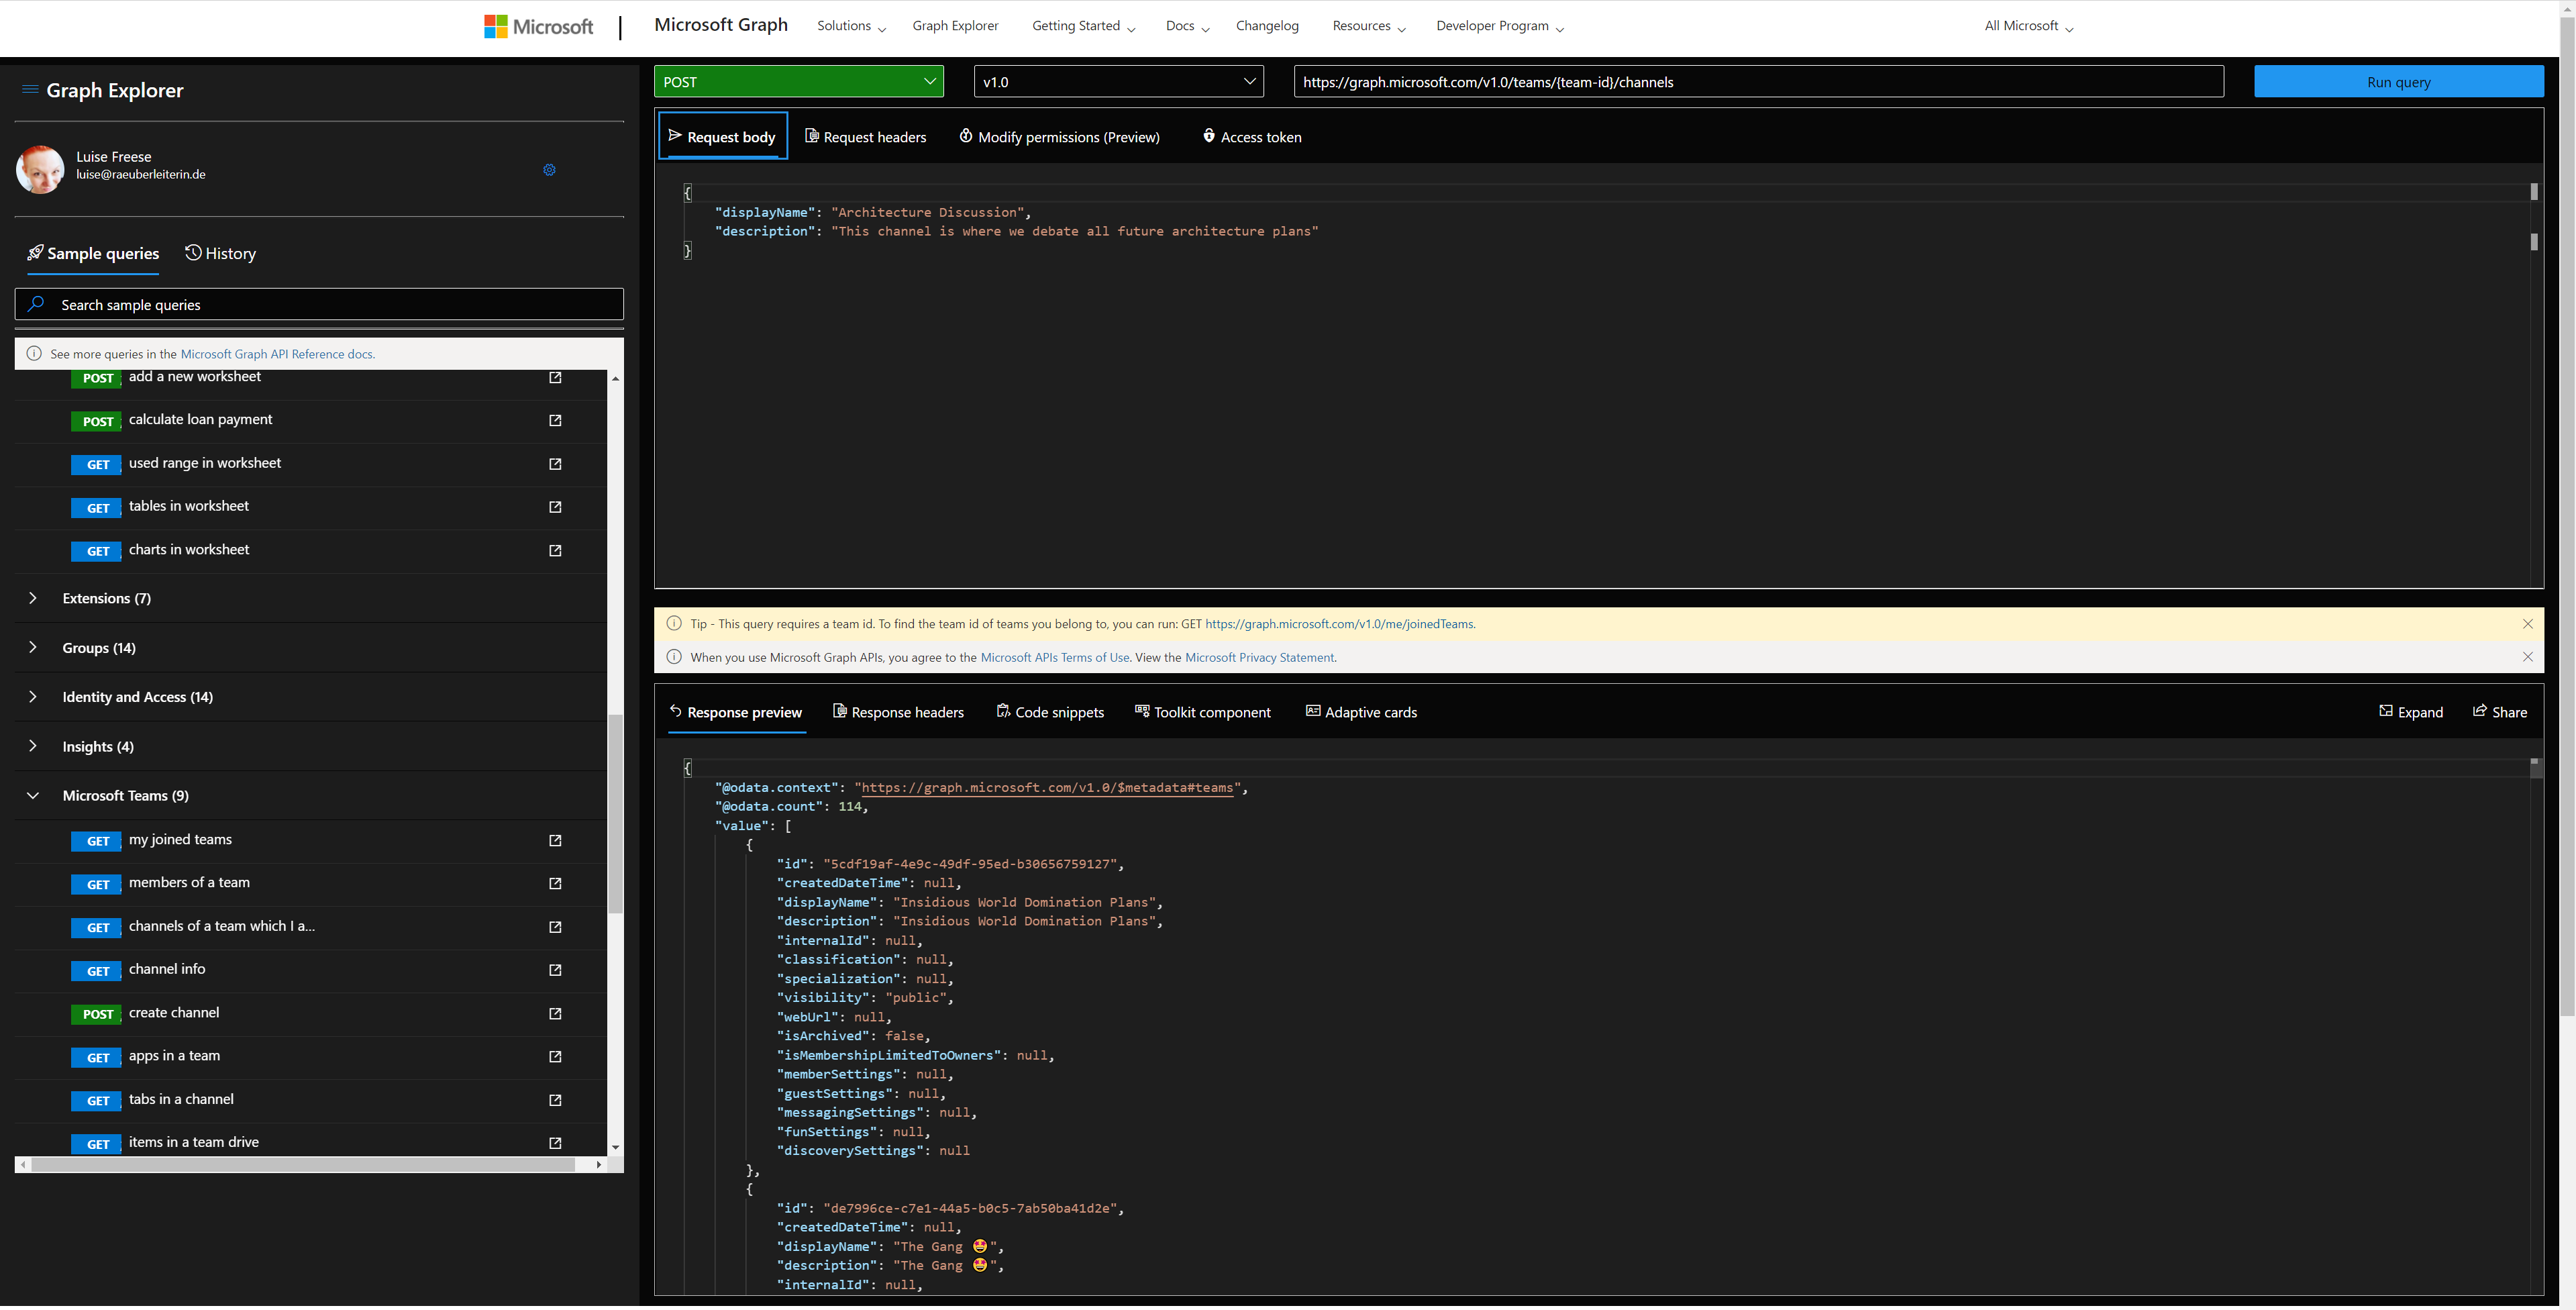 Microsoft | Microsoft Graph Solutions Graph Explorer Getting Started Docs Changelog Resources Developer Program All Microsoft
Graph Explorer
Luise Freese
luise@raeuberleiterin.de
Sample queries History
Search sample queries
See more queries in the Microsoft Graph API Reference docs.
POST add a new worksheet
POST calculate loan payment
GET used range in worksheet
GET tables in worksheet
GET charts in worksheet
Extensions (7)
Groups (14)
Identity and Access (14)
Insights (4)
Microsoft Teams (9)
GET my joined teams
GET members of a team
GET channels of a team which I a...
GET channel info
POST create channel
GET apps in a team
GET tabs in a channel
GET items in a team drive
POST v1.0 https://graph.microsoft.com/v1.0/teams/{team-id}/channels Run query
Request body Request headers Modify permissions (Preview) Access token
{
"displayName": "Architecture Discussion",
"description": "This channel is where we debate all future architecture plans"
}
Tip - This query requires a team id. To find the team id of teams you belong to, you can run: GET https://graph.microsoft.com/v1.0/me/joinedTeams.
When you use Microsoft Graph APIs, you agree to the Microsoft APIs Terms of Use. View the Microsoft Privacy Statement.
Response preview Response headers Code snippets Toolkit component Adaptive cards Expand Share
{
"@odata.context": "https://graph.microsoft.com/v1.0/$metadata#teams",
"@odata.count": 114,
"value": [
{
"id": "5cdf19af-4e9c-49df-95ed-b30656759127",
"createdDateTime": null,
"displayName": "Insidious World Domination Plans",
"description": "Insidious World Domination Plans",
"internalId": null,
"classification": null,
"specialization": null,
"visibility": "public",
"webUrl": null,
"isArchived": false,
"isMembershipLimitedToOwners": null,
"memberSettings": null,
"guestSettings": null,
"messagingSettings": null,
"funSettings": null,
"discoverySettings": null
},
{
"id": "de7996ce-c7e1-44a5-b0c5-7ab50ba41d2e",
"createdDateTime": null,
"displayName": "The Gang 🤩",
"description": "The Gang 🤩",
"internalId": null,